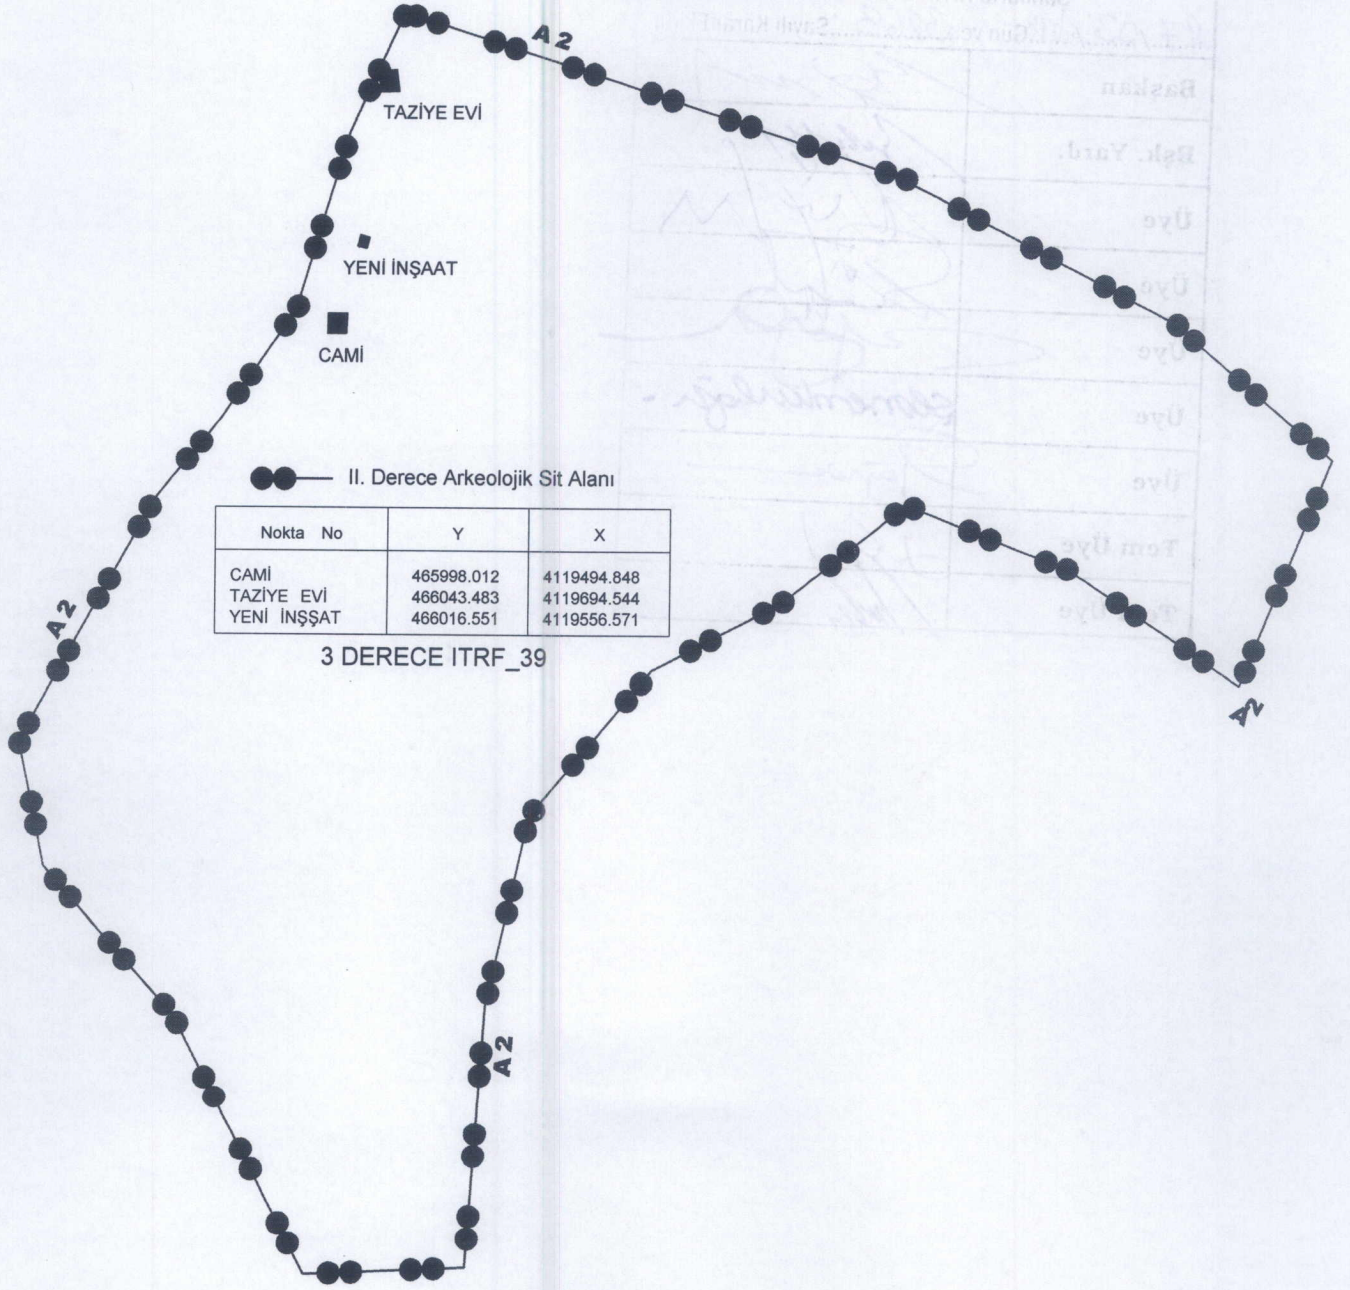 A2
TAZİYE EVİ
YENİ İNŞAAT
CAMİ
II. Derece Arkeolojik Sit Alanı
Nokta No Y X
CAMİ 465998.012 4119494.848
TAZİYE EVİ 466043.483 4119694.544
YENİ İNŞŞAT 466016.551 4119556.571
3 DERECE ITRF_39
A2
A2
A2
Başkan
Bşk. Yard.
Üye
Üye
Üye
Üye
Üye
Tem Üye